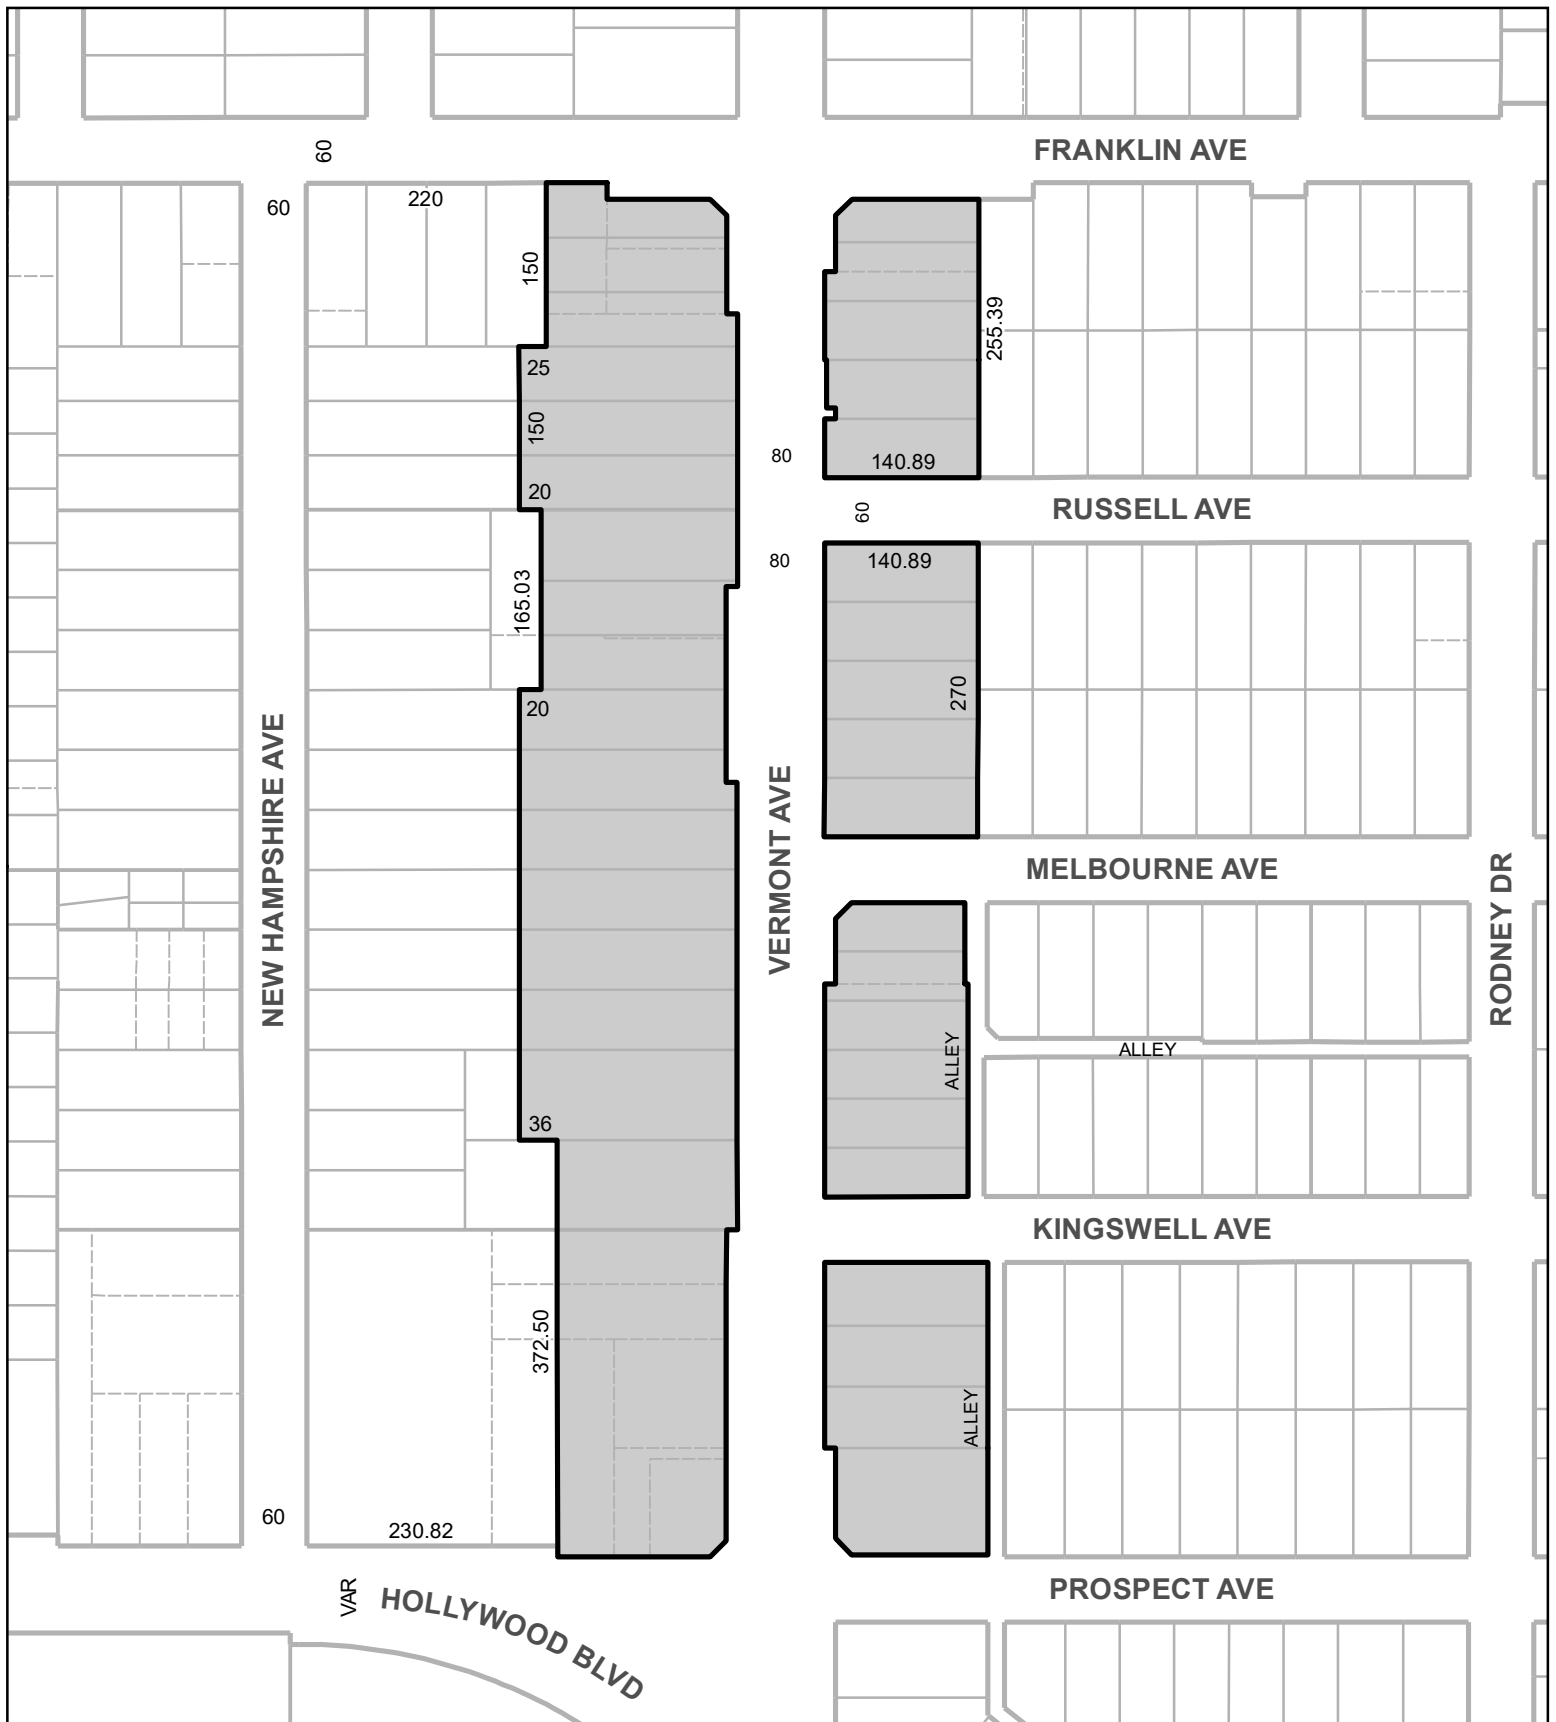 60
FRANKLIN AVE
60
220
150
255.39
25
150
80
140.89
20
60
RUSSELL AVE
80
140.89
165.03
270
20
NEW HAMPSHIRE AVE
VERMONT AVE
MELBOURNE AVE
RODNEY DR
ALLEY
ALLEY
36
KINGSWELL AVE
372.50
ALLEY
60
230.82
VAR
HOLLYWOOD BLVD
PROSPECT AVE